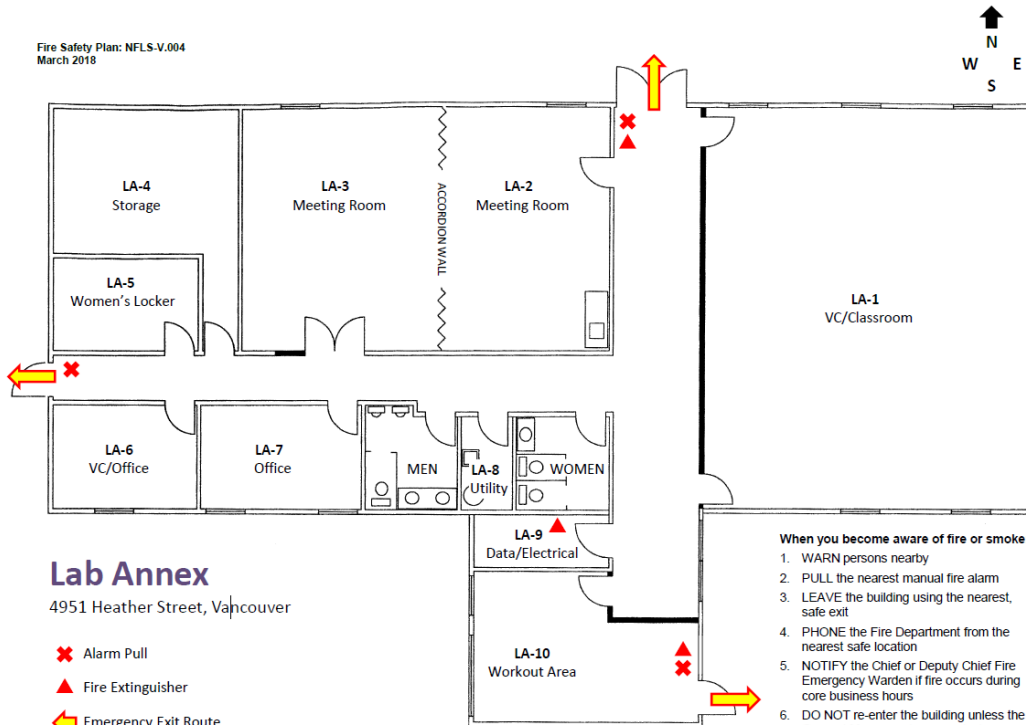 Fire Safety Plan: NFLS-V.004
March 2018
N
W E
S
LA-4
Storage
LA-3
Meeting Room
ACCORDION WALL
LA-2
Meeting Room
LA-5
Women's Locker
LA-1
VC/Classroom
LA-6
VC/Office
LA-7
Office
MEN
LA-8
Utility
WOMEN
LA-9
Data/Electrical
LA-10
Workout Area
Lab Annex
4951 Heather Street, Vancouver
Alarm Pull
Fire Extinguisher
Emergency Exit Route
When you become aware of fire or smoke
1. WARN persons nearby
2. PULL the nearest manual fire alarm
3. LEAVE the building using the nearest,
safe exit
4. PHONE the Fire Department from the
nearest safe location
5. NOTIFY the Chief or Deputy Chief Fire
Emergency Warden if fire occurs during
core business hours
6. DO NOT re-enter the building unless the